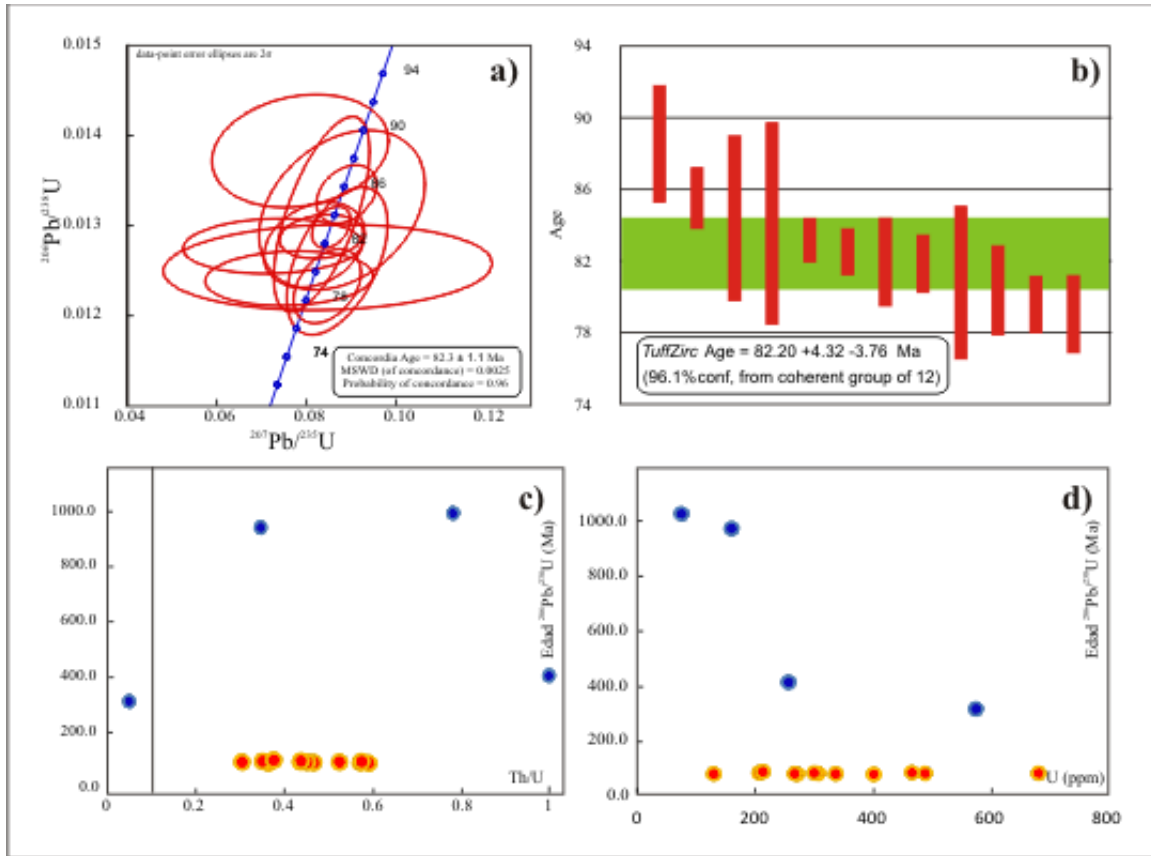 data-point error ellipses are 2σ
a)
0.015
0.014
0.013
0.012
0.011
²⁰⁶Pb/²³⁸U
94
90
86
82
78
74
Concordia Age = 82.3 ± 1.1 Ma
MSWD (of concordance) = 0.0025
Probability of concordance = 0.96
0.04 0.06 0.08 0.10 0.12
²⁰⁷Pb/²³⁵U
b)
94
90
86
82
78
74
Age
TuffZirc Age = 82.20 +4.32 -3.76 Ma
(96.1%conf, from coherent group of 12)
c)
1000.0
800.0
600.0
400.0
200.0
0.0
Edad ²⁰⁶Pb/²³⁸U (Ma)
Th/U
0 0.2 0.4 0.6 0.8 1
d)
1000.0
800.0
600.0
400.0
200.0
0.0
Edad ²⁰⁶Pb/²³⁸U (Ma)
U (ppm)
0 200 400 600 800